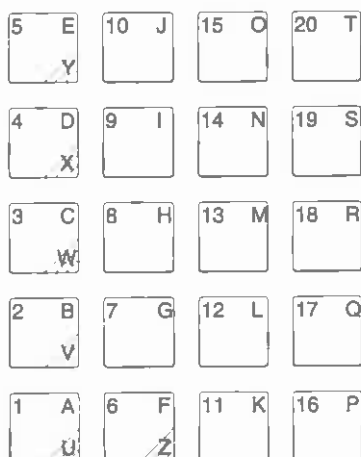 5 E 10 J 15 O 20 T
Y
4 D 9 I 14 N 19 S
X
3 C 8 H 13 M 18 R
W
2 B 7 G 12 L 17 Q
V
1 A 6 F 11 K 16 P
U Z